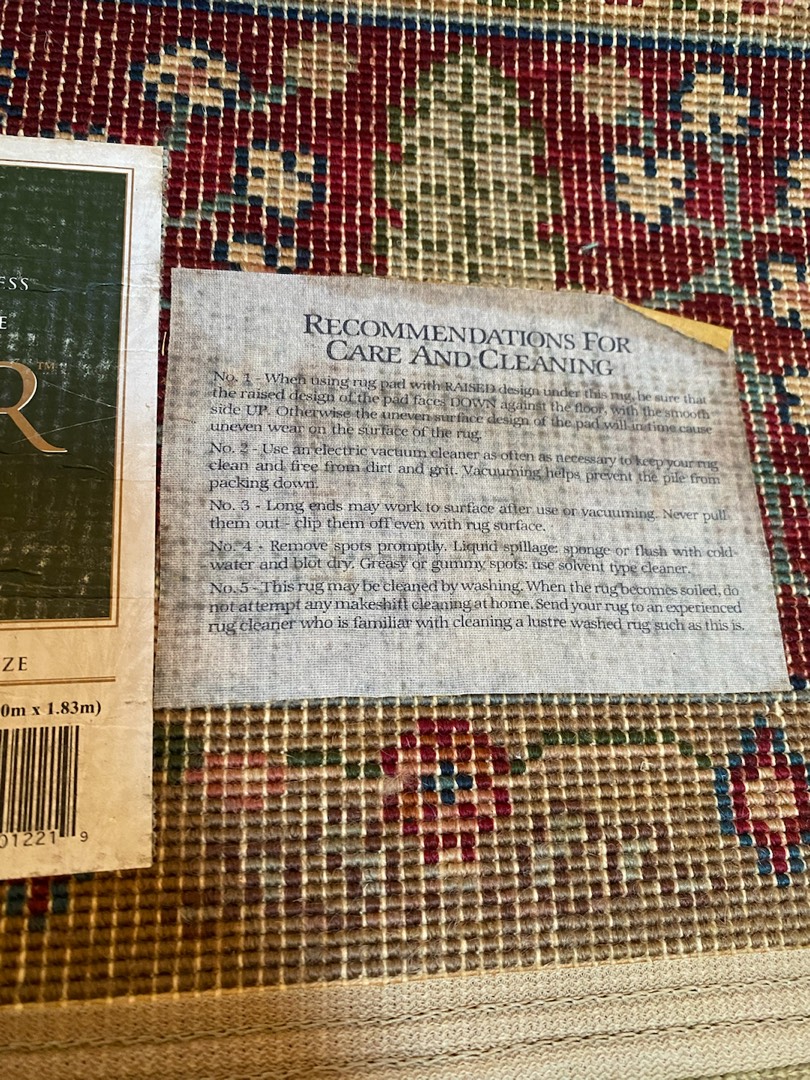 ESS
E
R™
ZE
0m x 1.83m)
01221 9
RECOMMENDATIONS FOR
CARE AND CLEANING
No. 1 - When using rug pad with RAISED design under this rug, be sure that
the raised design of the pad faces DOWN against the floor, with the smooth
side UP. Otherwise the uneven surface design of the pad will in time cause
uneven wear on the surface of the rug.
No. 2 - Use an electric vacuum cleaner as often as necessary to keep your rug
clean and free from dirt and grit. Vacuuming helps prevent the pile from
packing down.
No. 3 - Long ends may work to surface after use or vacuuming. Never pull
them out - clip them off even with rug surface.
No. 4 - Remove spots promptly. Liquid spillage: sponge or flush with cold-
water and blot dry. Greasy or gummy spots: use solvent type cleaner.
No. 5 - This rug may be cleaned by washing. When the rug becomes soiled, do
not attempt any makeshift cleaning at home. Send your rug to an experienced
rug cleaner who is familiar with cleaning a lustre washed rug such as this is.